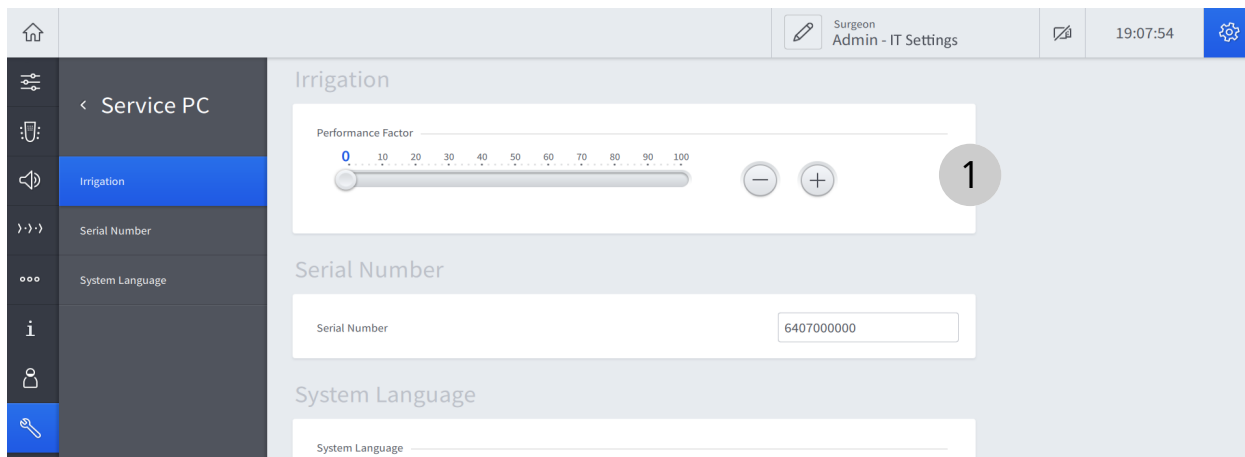 Surgeon
Admin - IT Settings
19:07:54
Service PC
Irrigation
Serial Number
System Language
i
Irrigation
Performance Factor
0 10 20 30 40 50 60 70 80 90 100
1
Serial Number
Serial Number
6407000000
System Language
System Language